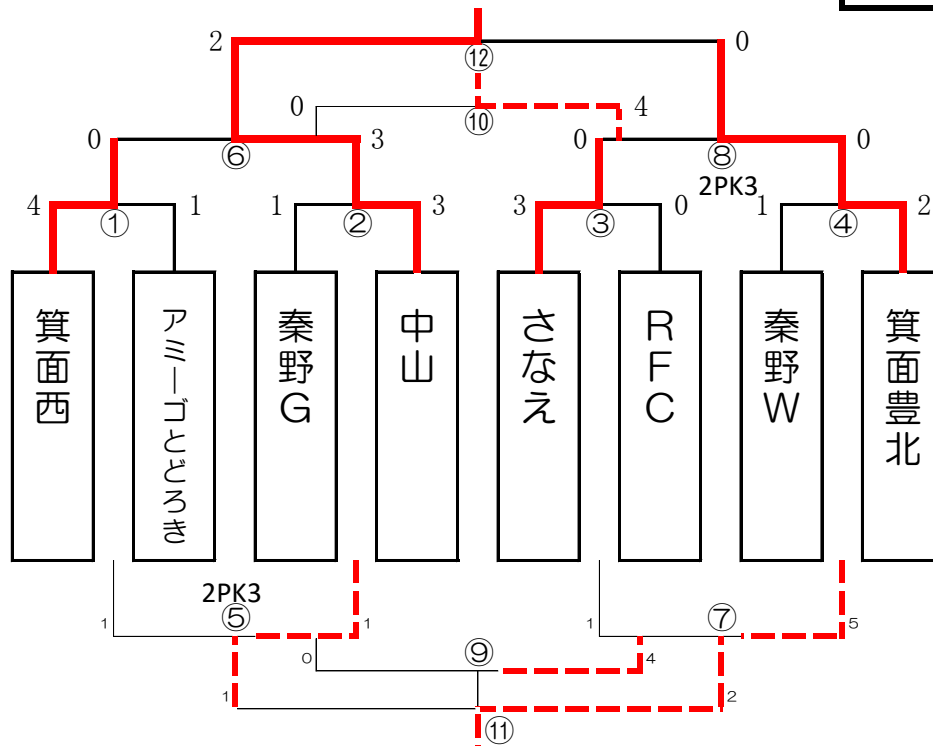 2 ⑫ 0
0 ⑩ 4
0 ⑥ 3 0 ⑧ 0
2PK3
4 ① 1 1 ② 3 3 ③ 0 1 ④ 2
箕面西
アミーゴとどろき
秦野G
中山
さなえ
RFC
秦野W
箕面豊北
2PK3
1 ⑤ 1 1 ⑦ 5
0 ⑨ 4
1 2
⑪